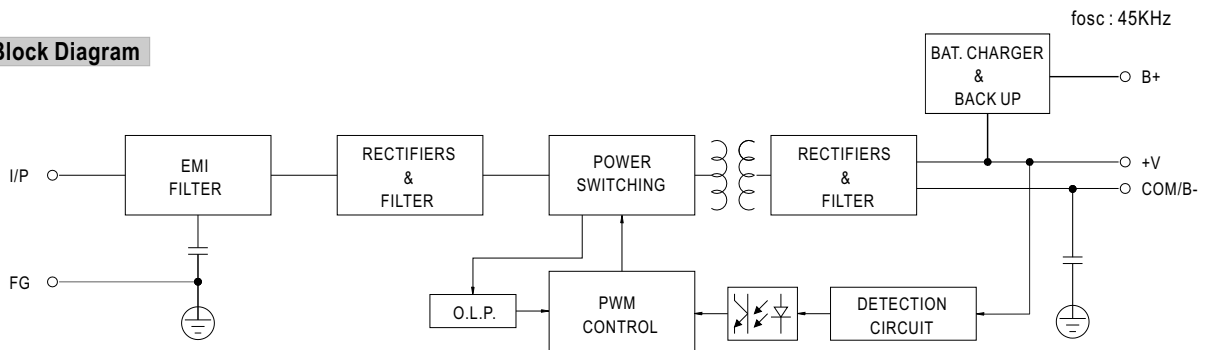 fosc : 45KHz
Block Diagram
BAT. CHARGER
&
BACK UP
B+
I/P
EMI
FILTER
RECTIFIERS
&
FILTER
POWER
SWITCHING
RECTIFIERS
&
FILTER
+V
COM/B-
FG
O.L.P.
PWM
CONTROL
DETECTION
CIRCUIT